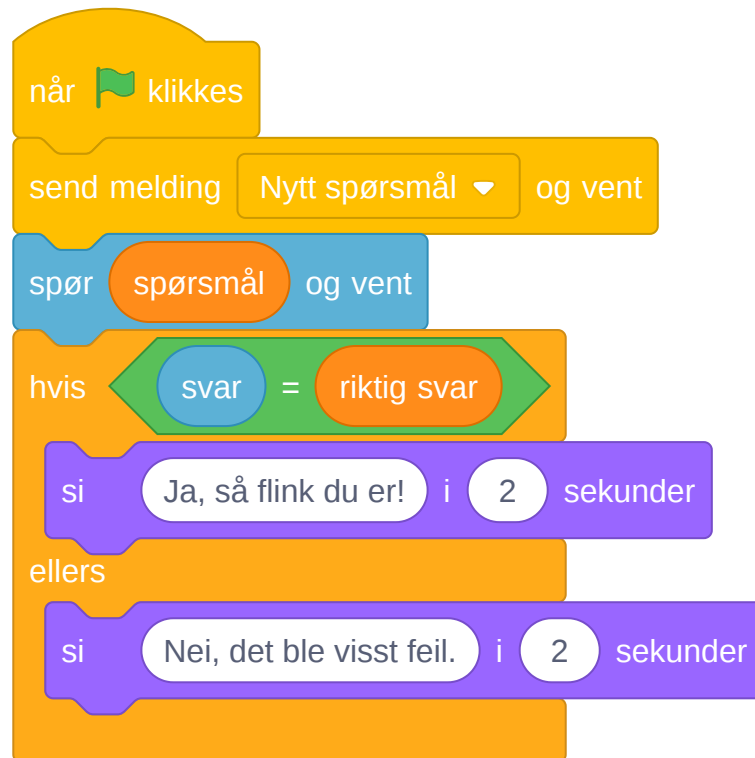 når klikkes
send melding Nytt spørsmål og vent
spør spørsmål og vent
hvis svar = riktig svar
si Ja, så flink du er! i 2 sekunder
ellers
si Nei, det ble visst feil. i 2 sekunder